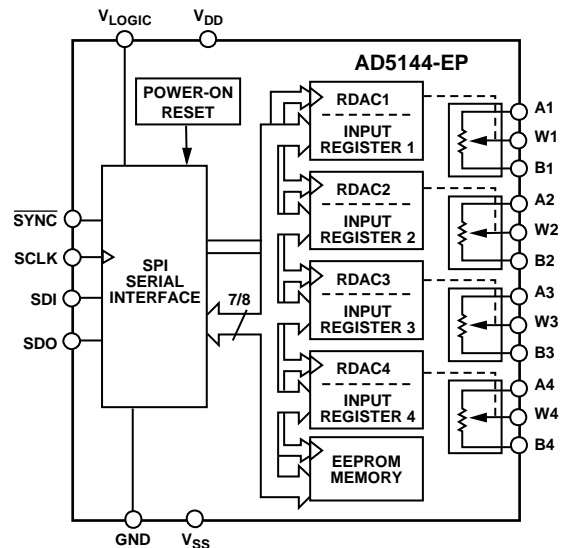 VLOGIC
VDD
AD5144-EP
POWER-ON
RESET
RDAC1
INPUT
REGISTER 1
A1
W1
B1
SYNC
SCLK
SDI
SDO
SPI
SERIAL
INTERFACE
7/8
RDAC2
INPUT
REGISTER 2
A2
W2
B2
RDAC3
INPUT
REGISTER 3
A3
W3
B3
RDAC4
INPUT
REGISTER 4
A4
W4
B4
EEPROM
MEMORY
GND
VSS